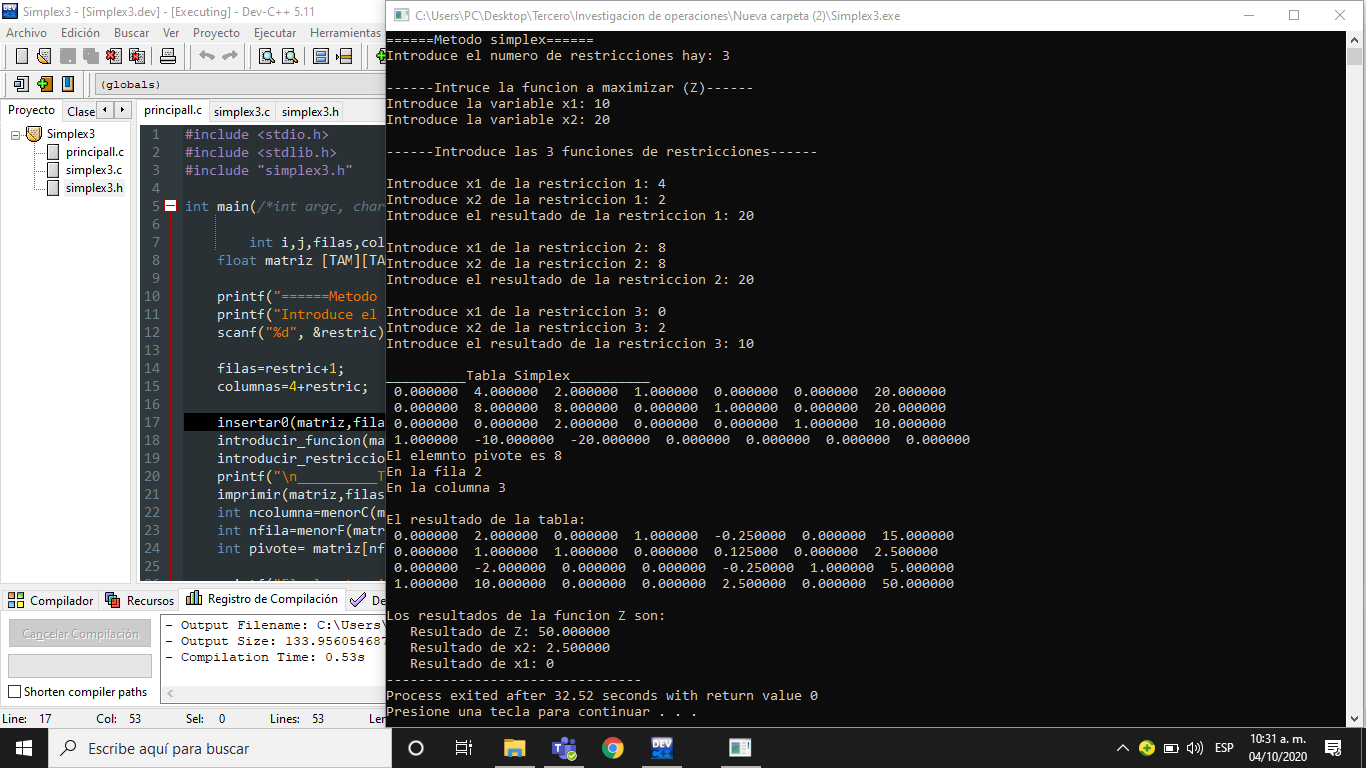 Simplex3 - [Simplex3.dev] - [Executing] - Dev-C++ 5.11
Archivo Edición Buscar Ver Proyecto Ejecutar Herramientas
(globals)
Proyecto Clase
Simplex3
principall.c
simplex3.c
simplex3.h
principall.c simplex3.c simplex3.h
1 #include <stdio.h>
2 #include <stdlib.h>
3 #include "simplex3.h"
4
5 int main(/*int argc, char
6
7 int i,j,filas,col
8 float matriz [TAM][TA
9
10 printf("======Metodo
11 printf("Introduce el
12 scanf("%d", &restric)
13
14 filas=restric+1;
15 columnas=4+restric;
16
17 insertar0(matriz,fila
18 introducir_funcion(ma
19 introducir_restriccio
20 printf("\n__________T
21 imprimir(matriz,filas
22 int ncolumna=menorC(m
23 int nfila=menorF(matr
24 int pivote= matriz[nf
25
Compilador Recursos Registro de Compilación De
Cancelar Compilación
Shorten compiler paths
- Output Filename: C:\Users\
- Output Size: 133.956054687
- Compilation Time: 0.53s
Line: 17 Col: 53 Sel: 0 Lines: 53 Len
C:\Users\PC\Desktop\Tercero\Investigacion de operaciones\Nueva carpeta (2)\Simplex3.exe
======Metodo simplex======
Introduce el numero de restricciones hay: 3
------Intruce la funcion a maximizar (Z)------
Introduce la variable x1: 10
Introduce la variable x2: 20
------Introduce las 3 funciones de restricciones------
Introduce x1 de la restriccion 1: 4
Introduce x2 de la restriccion 1: 2
Introduce el resultado de la restriccion 1: 20
Introduce x1 de la restriccion 2: 8
Introduce x2 de la restriccion 2: 8
Introduce el resultado de la restriccion 2: 20
Introduce x1 de la restriccion 3: 0
Introduce x2 de la restriccion 3: 2
Introduce el resultado de la restriccion 3: 10
__________Tabla Simplex__________
0.000000 4.000000 2.000000 1.000000 0.000000 0.000000 20.000000
0.000000 8.000000 8.000000 0.000000 1.000000 0.000000 20.000000
0.000000 0.000000 2.000000 0.000000 0.000000 1.000000 10.000000
1.000000 -10.000000 -20.000000 0.000000 0.000000 0.000000 0.000000
El elemnto pivote es 8
En la fila 2
En la columna 3
El resultado de la tabla:
0.000000 2.000000 0.000000 1.000000 -0.250000 0.000000 15.000000
0.000000 1.000000 1.000000 0.000000 0.125000 0.000000 2.500000
0.000000 -2.000000 0.000000 0.000000 -0.250000 1.000000 5.000000
1.000000 10.000000 0.000000 0.000000 2.500000 0.000000 50.000000
Los resultados de la funcion Z son:
Resultado de Z: 50.000000
Resultado de x2: 2.500000
Resultado de x1: 0
--------------------------------
Process exited after 32.52 seconds with return value 0
Presione una tecla para continuar . . .
Escribe aquí para buscar
DEV
ESP
10:31 a. m.
04/10/2020